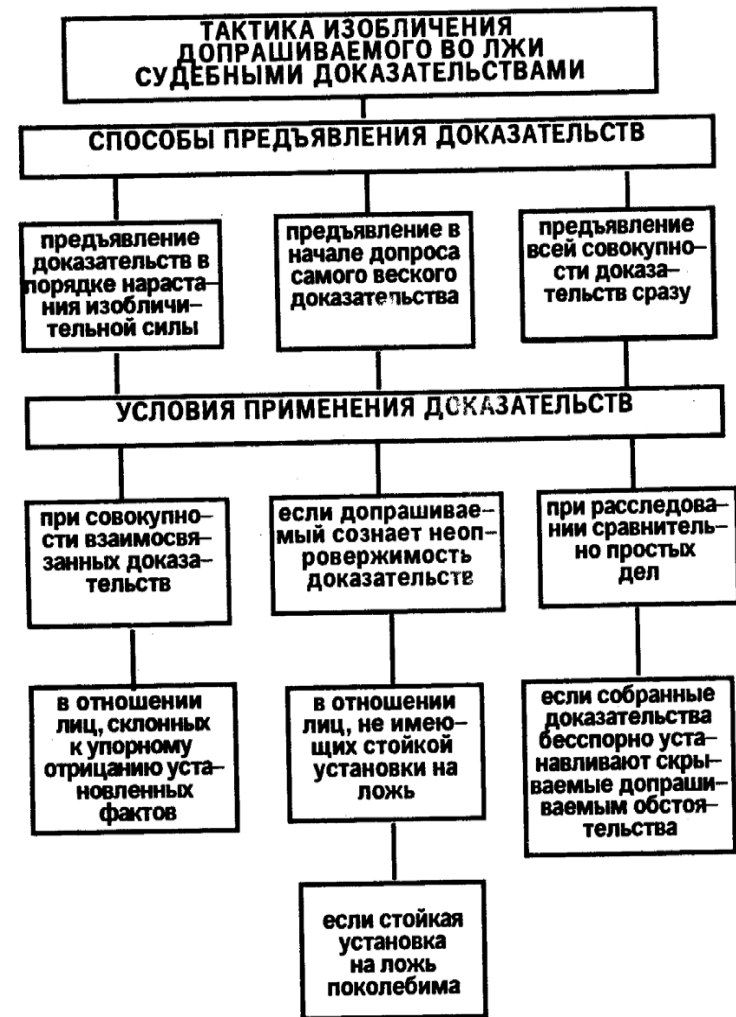 ТАКТИКА ИЗОБЛИЧЕНИЯ
ДОПРАШИВАЕМОГО ВО ЛЖИ
СУДЕБНЫМИ ДОКАЗАТЕЛЬСТВАМИ
СПОСОБЫ ПРЕДЪЯВЛЕНИЯ ДОКАЗАТЕЛЬСТВ
предъявление
доказательств в
порядке нараста-
ния изобличи-
тельной силы
предъявление в
начале допроса
самого веского
доказательства
предъявление
всей совокупно-
сти доказа-
тельств сразу
УСЛОВИЯ ПРИМЕНЕНИЯ ДОКАЗАТЕЛЬСТВ
при совокупно-
сти взаимосвя-
занных доказа-
тельств
если допрашивае-
мый сознает неоп-
ровержимость
доказательств
при расследова-
нии сравнитель-
но простых
дел
в отношении
лиц, склонных
к упорному
отрицанию уста-
новленных
фактов
в отношении
лиц, не имею-
щих стойкой
установки на
ложь
если собранные
доказательства
бесспорно уста-
навливают скры-
ваемые допраши-
ваемым обстоя-
тельства
если стойкая
установка
на ложь
поколебима